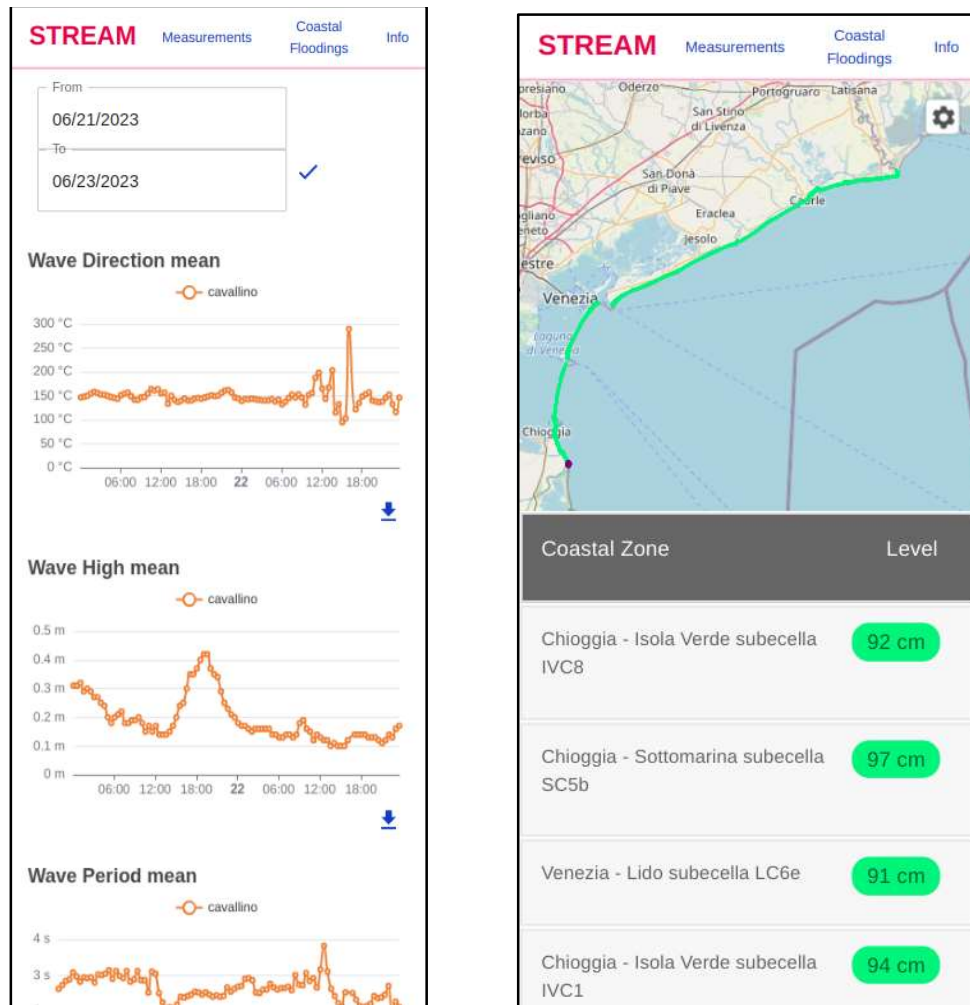 STREAM
Measurements
Coastal
Floodings
Info
From
06/21/2023
To
06/23/2023
Wave Direction mean
cavallino
300 °C
250 °C
200 °C
150 °C
100 °C
50 °C
0 °C
06:00 12:00 18:00 22 06:00 12:00 18:00
Wave High mean
cavallino
0.5 m
0.4 m
0.3 m
0.2 m
0.1 m
0 m
06:00 12:00 18:00 22 06:00 12:00 18:00
Wave Period mean
cavallino
4 s
3 s
STREAM
Measurements
Coastal
Floodings
Info
Oderzo
Portogruaro
Latisana
San Stino
di Livenza
San Donà
di Piave
Eraclea
Jesolo
Caorle
Venezia
Laguna
di Venezia
Chioggia
Coastal Zone Level
Chioggia - Isola Verde subecella
IVC8
92 cm
Chioggia - Sottomarina subecella
SC5b
97 cm
Venezia - Lido subecella LC6e
91 cm
Chioggia - Isola Verde subecella
IVC1
94 cm